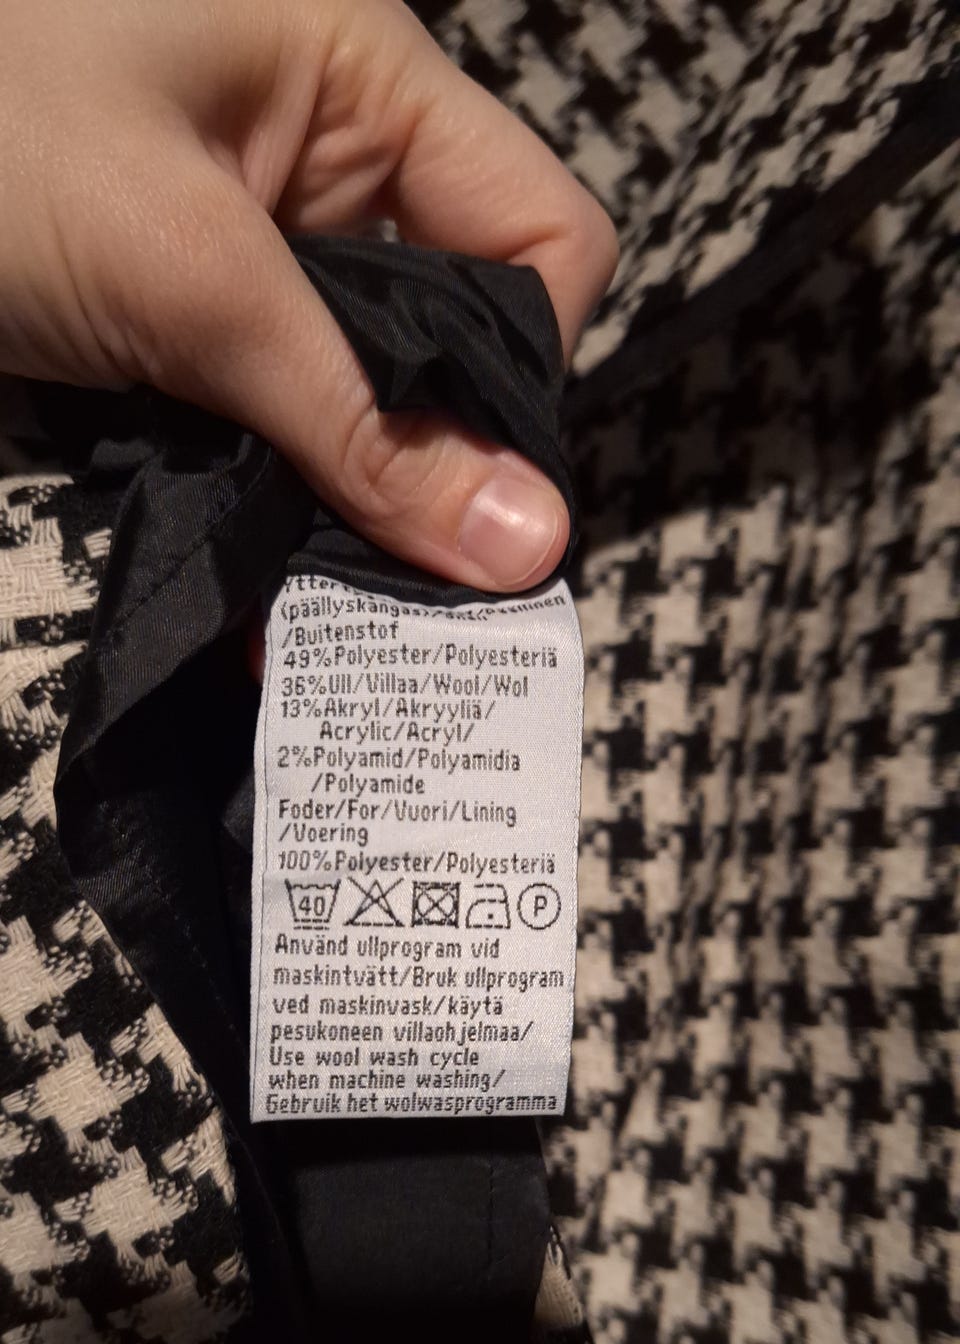 Ytter
(päällyskangas)
/Buitenstof
49%Polyester/Polyesteriä
36%Ull/Villaa/Wool/Wol
13%Akryl/Akryyliä/
Acrylic/Acryl/
2%Polyamid/Polyamidia
/Polyamide
Foder/For/Vuori/Lining
/Voering
100%Polyester/Polyesteriä
40 P
Använd ullprogram vid
maskintvätt/Bruk ullprogram
ved maskinvask/käytä
pesukoneen villaohjelmaa/
Use wool wash cycle
when machine washing/
Gebruik het wolwasprogramma